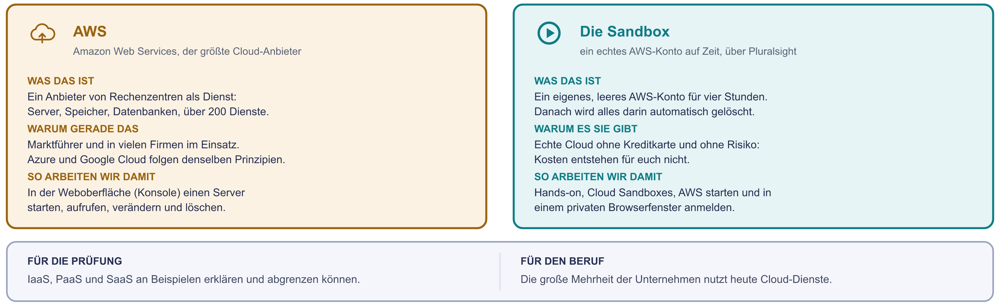 AWS
Amazon Web Services, der größte Cloud-Anbieter
WAS DAS IST
Ein Anbieter von Rechenzentren als Dienst:
Server, Speicher, Datenbanken, über 200 Dienste.
WARUM GERADE DAS
Marktführer und in vielen Firmen im Einsatz.
Azure und Google Cloud folgen denselben Prinzipien.
SO ARBEITEN WIR DAMIT
In der Weboberfläche (Konsole) einen Server
starten, aufrufen, verändern und löschen.
Die Sandbox
ein echtes AWS-Konto auf Zeit, über Pluralsight
WAS DAS IST
Ein eigenes, leeres AWS-Konto für vier Stunden.
Danach wird alles darin automatisch gelöscht.
WARUM ES SIE GIBT
Echte Cloud ohne Kreditkarte und ohne Risiko:
Kosten entstehen für euch nicht.
SO ARBEITEN WIR DAMIT
Hands-on, Cloud Sandboxes, AWS starten und in
einem privaten Browserfenster anmelden.
FÜR DIE PRÜFUNG
IaaS, PaaS und SaaS an Beispielen erklären und abgrenzen können.
FÜR DEN BERUF
Die große Mehrheit der Unternehmen nutzt heute Cloud-Dienste.